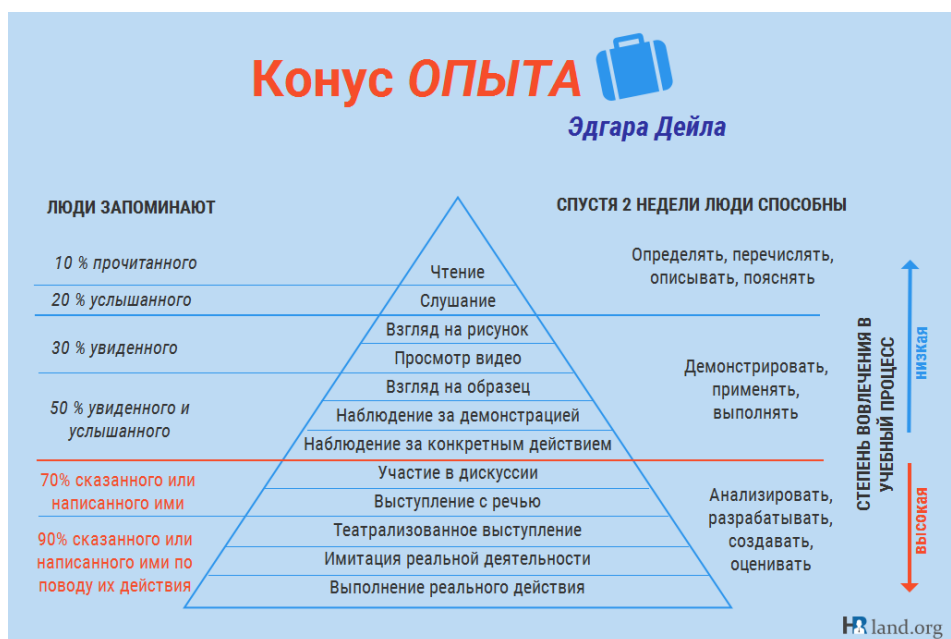 Конус ОПЫТА
Эдгара Дейла
ЛЮДИ ЗАПОМИНАЮТ
10 % прочитанного
20 % услышанного
30 % увиденного
50 % увиденного и
услышанного
70% сказанного или
написанного ими
90% сказанного или
написанного ими по
поводу их действия
Чтение
Слушание
Взгляд на рисунок
Просмотр видео
Взгляд на образец
Наблюдение за демонстрацией
Наблюдение за конкретным действием
Участие в дискуссии
Выступление с речью
Театрализованное выступление
Имитация реальной деятельности
Выполнение реального действия
СПУСТЯ 2 НЕДЕЛИ ЛЮДИ СПОСОБНЫ
Определять, перечислять,
описывать, пояснять
Демонстрировать,
применять,
выполнять
Анализировать,
разрабатывать,
создавать,
оценивать
СТЕПЕНЬ ВОВЛЕЧЕНИЯ В
УЧЕБНЫЙ ПРОЦЕСС
низкая
высокая
HR land.org